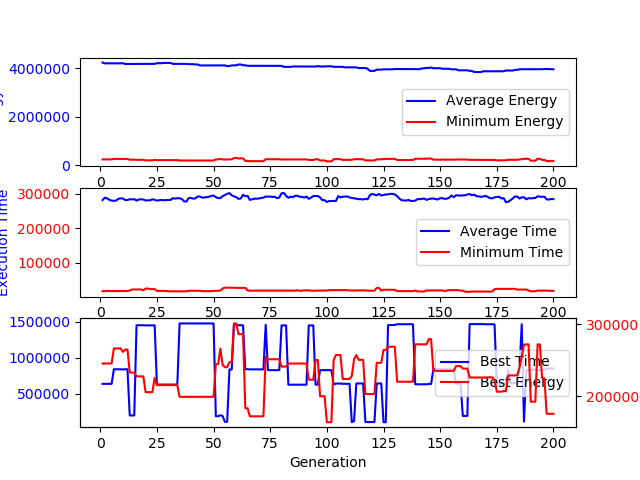 4000000
2000000
0
Average Energy
Minimum Energy
0 25 50 75 100 125 150 175 200
300000
200000
100000
Execution Time
Average Time
Minimum Time
0 25 50 75 100 125 150 175 200
1500000
1000000
500000
300000
200000
Best Time
Best Energy
0 25 50 75 100 125 150 175 200
Generation